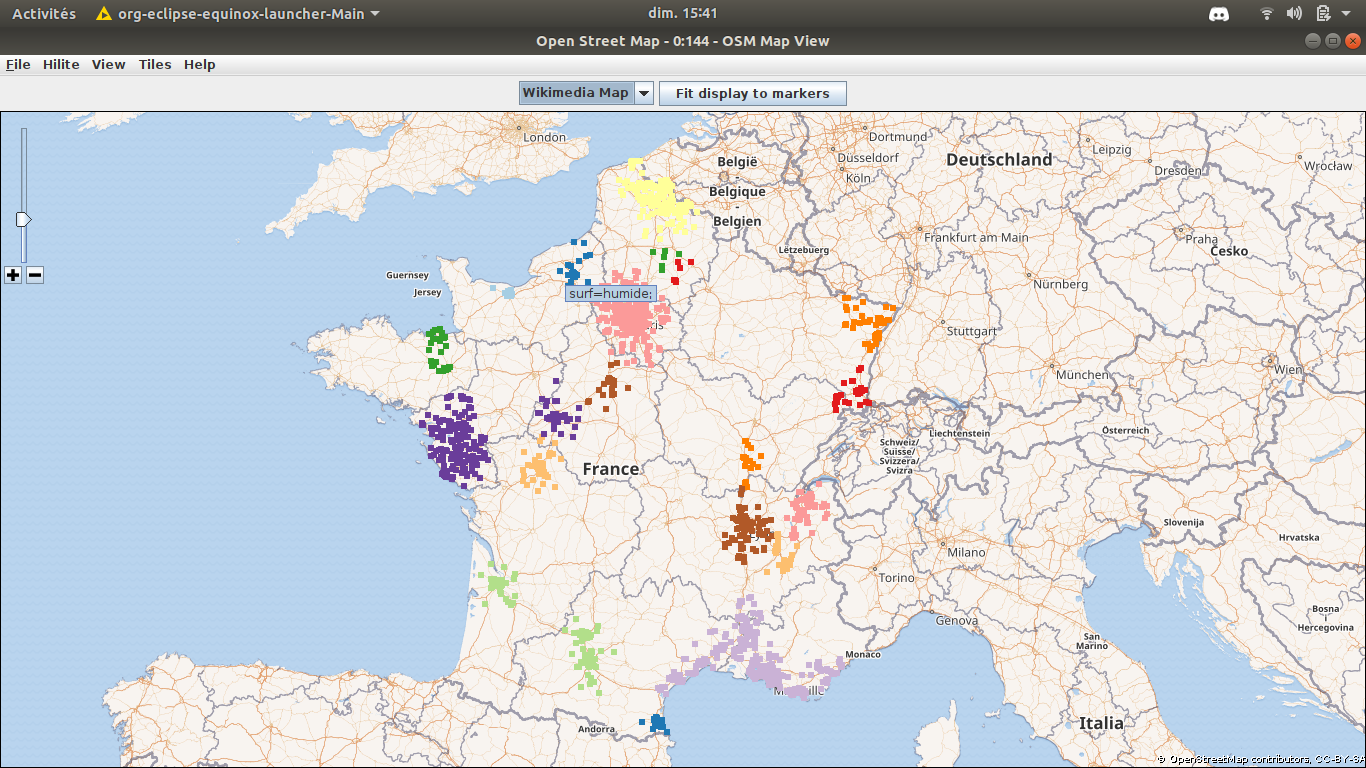 Activités
org-eclipse-equinox-launcher-Main
dim. 15:41
Open Street Map - 0:144 - OSM Map View
File Hilite View Tiles Help
Wikimedia Map
Fit display to markers
London
Dortmund
Leipzig
Düsseldorf
België
-
Belgique
-
Belgien
Deutschland
Wrocław
Dresden
Köln
Frankfurt am Main
Praha
Česko
Lëtzebuerg
Guernsey
Jersey
Nürnberg
surf=humide;
Stuttgart
München
Wien
France
Schweiz/
Suisse/
Svizzera/
Svizra
Liechtenstein
Österreich
Slovenija
Hrvatska
Milano
Torino
Genova
Bosna
i
Hercegovina
San
Marino
Monaco
Andorra
Italia
© OpenStreetMap contributors, CC-BY-SA